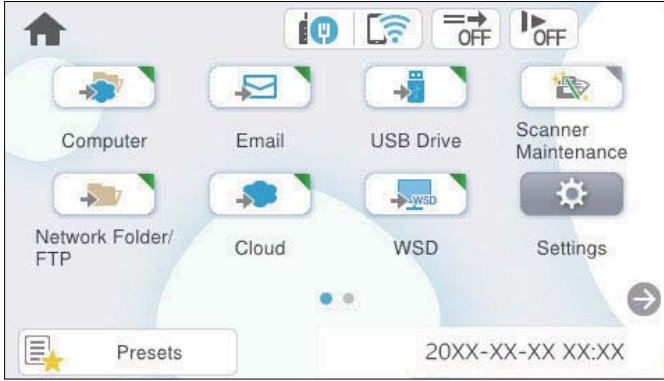 OFF
OFF
Computer
Email
USB Drive
Scanner
Maintenance
WSD
Network Folder/
FTP
Cloud
WSD
Settings
Presets
20XX-XX-XX XX:XX